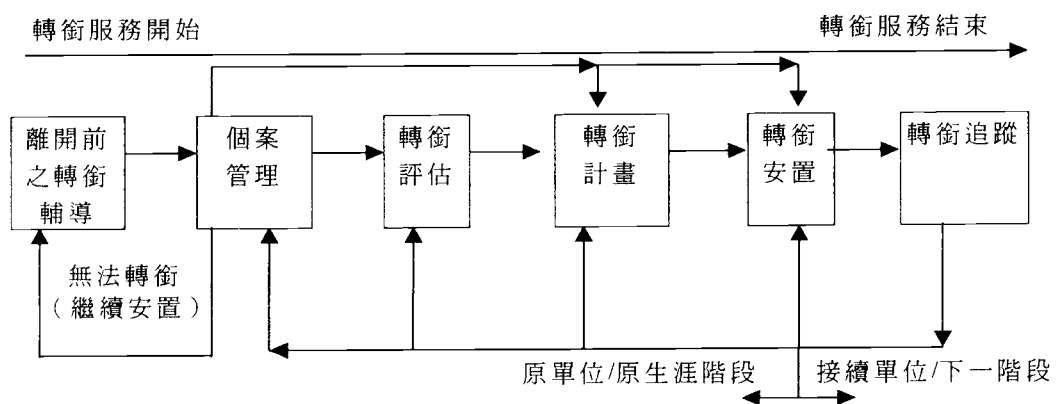 轉銜服務開始
轉銜服務結束
離開前
之轉銜
輔導
個案
管理
轉銜
評估
轉銜
計畫
轉銜
安置
轉銜追蹤
無法轉銜
（繼續安置）
原單位/原生涯階段
接續單位/下一階段